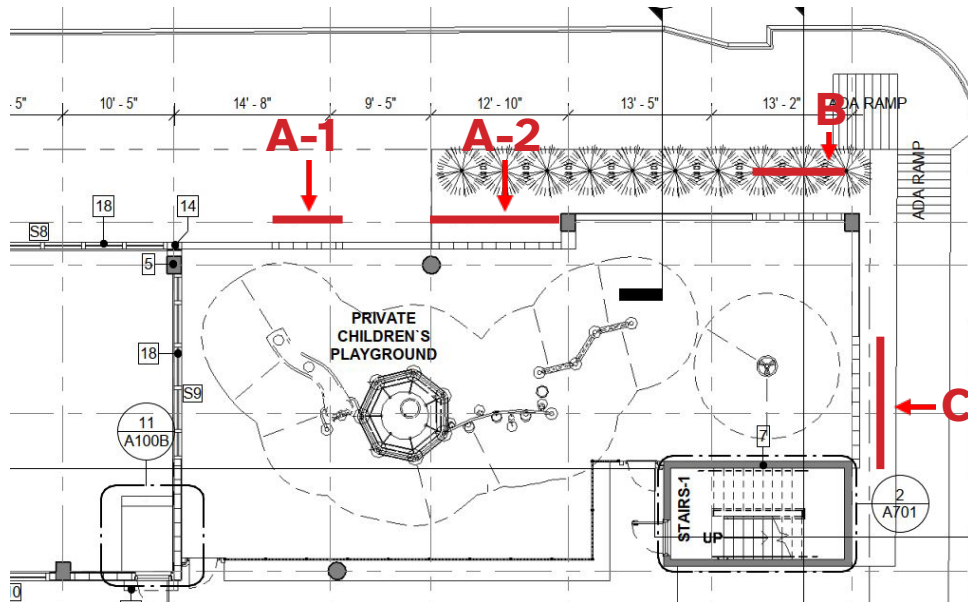 - 5"
10' - 5"
14' - 8"
9' - 5"
12' - 10"
13' - 5"
13' - 2"
ADA RAMP
A-1
A-2
B
ADA RAMP
S8
18
14
5
PRIVATE
CHILDREN`S
PLAYGROUND
18
S9
C
11
A100B
7
2
A701
STAIRS-1
UP
10